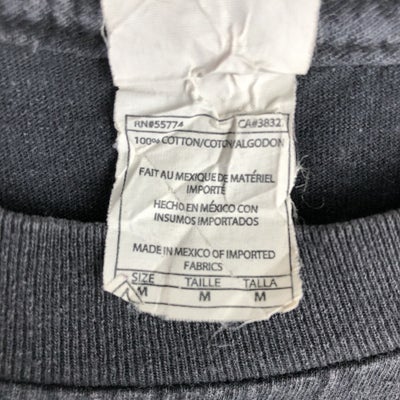 RN#55774 CA#3832
100% COTTON/COTON/ALGODON
FAIT AU MEXIQUE DE MATÉRIEL
IMPORTÉ
HECHO EN MÉXICO CON
INSUMOS IMPORTADOS
MADE IN MEXICO OF IMPORTED
FABRICS
SIZE TAILLE TALLA
M M M